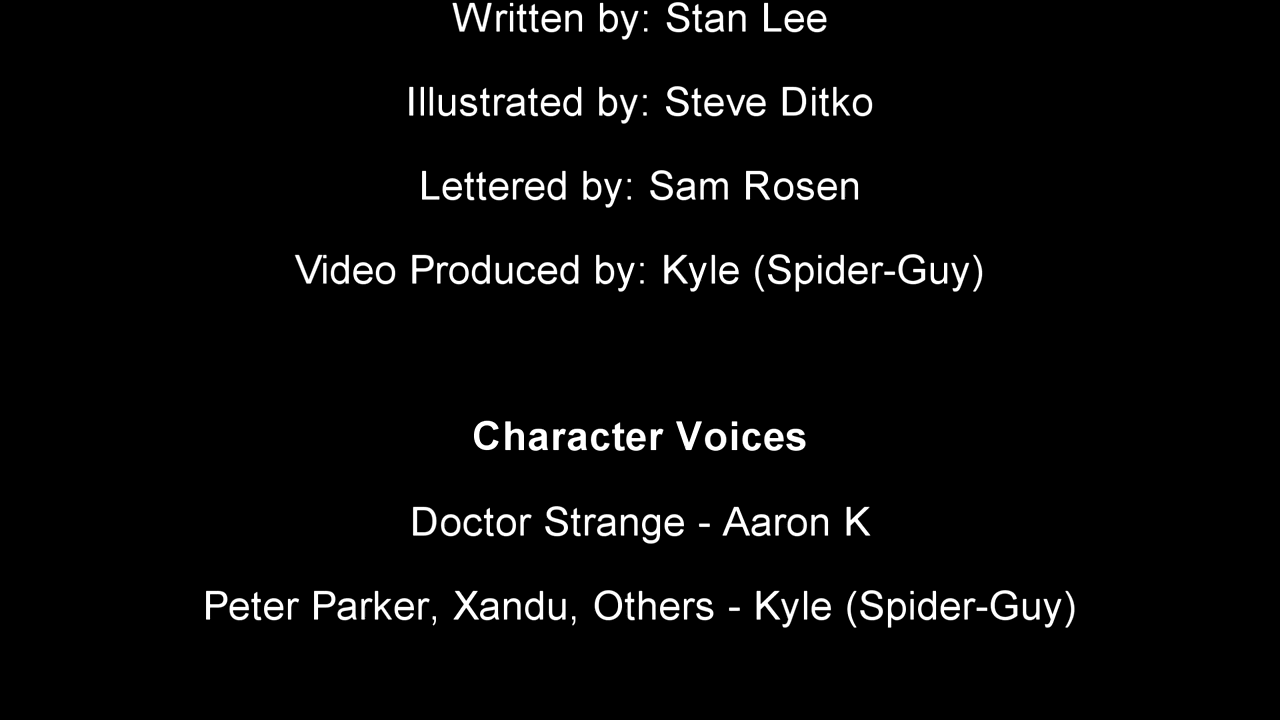 Written by: Stan Lee
Illustrated by: Steve Ditko
Lettered by: Sam Rosen
Video Produced by: Kyle (Spider-Guy)
Character Voices
Doctor Strange - Aaron K
Peter Parker, Xandu, Others - Kyle (Spider-Guy)